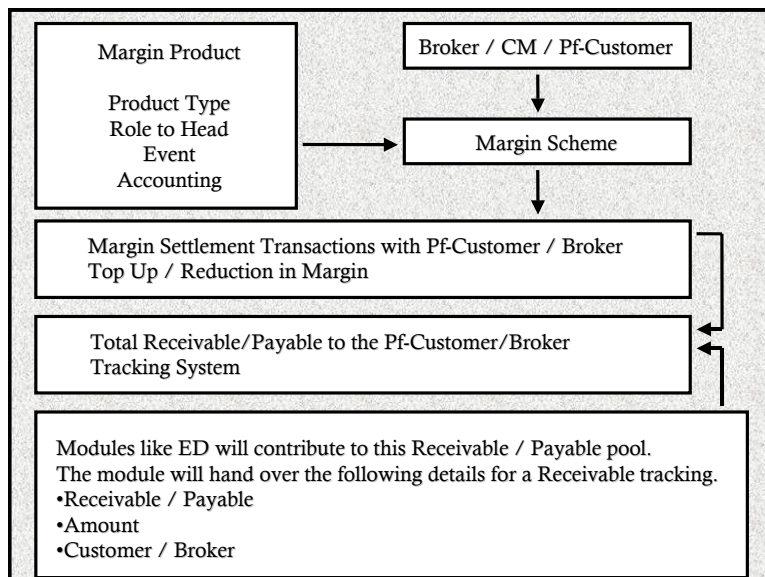 Margin Product
Product Type
Role to Head
Event
Accounting
Broker / CM / Pf-Customer
Margin Scheme
Margin Settlement Transactions with Pf-Customer / Broker
Top Up / Reduction in Margin
Total Receivable/Payable to the Pf-Customer/Broker
Tracking System
Modules like ED will contribute to this Receivable / Payable pool.
The module will hand over the following details for a Receivable tracking.
•Receivable / Payable
•Amount
•Customer / Broker